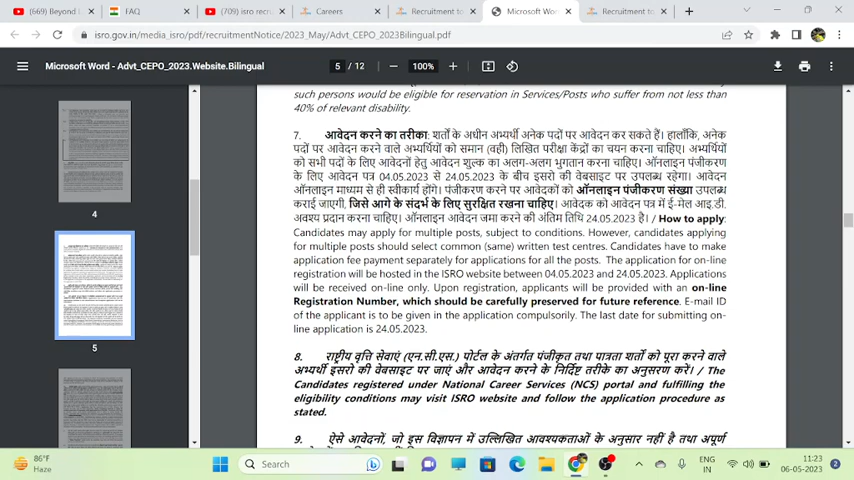 (669) Beyond
FAQ
(709) isro recru
Careers
Recruitment to
Microsoft Word
Recruitment to
isro.gov.in/media_isro/pdf/recruitmentNotice/2023_May/Advt_CEPO_2023Bilingual.pdf
Microsoft Word - Advt_CEPO_2023.Website.Bilingual
5 / 12
100%
4
5
such persons would be eligible for reservation in Services/Posts who suffer from not less than
40% of relevant disability.
7. आवेदन करने का तरीका: शर्तों के अधीन अभ्यर्थी अनेक पदों पर आवेदन कर सकते हैं। हालाँकि, अनेक
पदों पर आवेदन करने वाले अभ्यर्थियों को समान (वही) लिखित परीक्षा केंद्रों का चयन करना चाहिए। अभ्यर्थियों
को सभी पदों के लिए आवेदनों हेतु आवेदन शुल्क का अलग-अलग भुगतान करना चाहिए। ऑनलाइन पंजीकरण
के लिए आवेदन पत्र 04.05.2023 से 24.05.2023 के बीच इसरो की वेबसाइट पर उपलब्ध रहेगा। आवेदन
ऑनलाइन माध्यम से ही स्वीकार्य होंगे। पंजीकरण करने पर आवेदकों को ऑनलाइन पंजीकरण संख्या उपलब्ध
कराई जाएगी, जिसे आगे के संदर्भ के लिए सुरक्षित रखना चाहिए। आवेदक को आवेदन पत्र में ई-मेल आइ.डी.
अवश्य प्रदान करना चाहिए। ऑनलाइन आवेदन जमा करने की अंतिम तिथि 24.05.2023 है। / How to apply:
Candidates may apply for multiple posts, subject to conditions. However, candidates applying
for multiple posts should select common (same) written test centres. Candidates have to make
application fee payment separately for applications for all the posts. The application for on-line
registration will be hosted in the ISRO website between 04.05.2023 and 24.05.2023. Applications
will be received on-line only. Upon registration, applicants will be provided with an on-line
Registration Number, which should be carefully preserved for future reference. E-mail ID
of the applicant is to be given in the application compulsorily. The last date for submitting on-
line application is 24.05.2023.
8. राष्ट्रीय वृत्ति सेवाएं (एन.सी.एस.) पोर्टल के अंतर्गत पंजीकृत तथा पात्रता शर्तों को पूरा करने वाले
अभ्यर्थी इसरो की वेबसाइट पर जाएं और आवेदन करने के निर्दिष्ट तरीके का अनुसरण करें। / The
Candidates registered under National Career Services (NCS) portal and fulfilling the
eligibility conditions may visit ISRO website and follow the application procedure as
stated.
9. ऐसे आवेदनों, जो इस विज्ञापन में उल्लिखित आवश्यकताओं के अनुसार नहीं है तथा अपूर्ण
86°F
Haze
Search
ENG
IN
11:23
06-05-2023
2